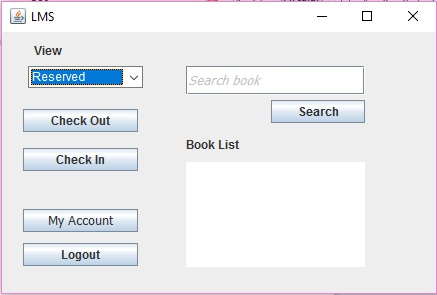 LMS
View
Reserved
Search book
Check Out
Search
Check In
Book List
My Account
Logout